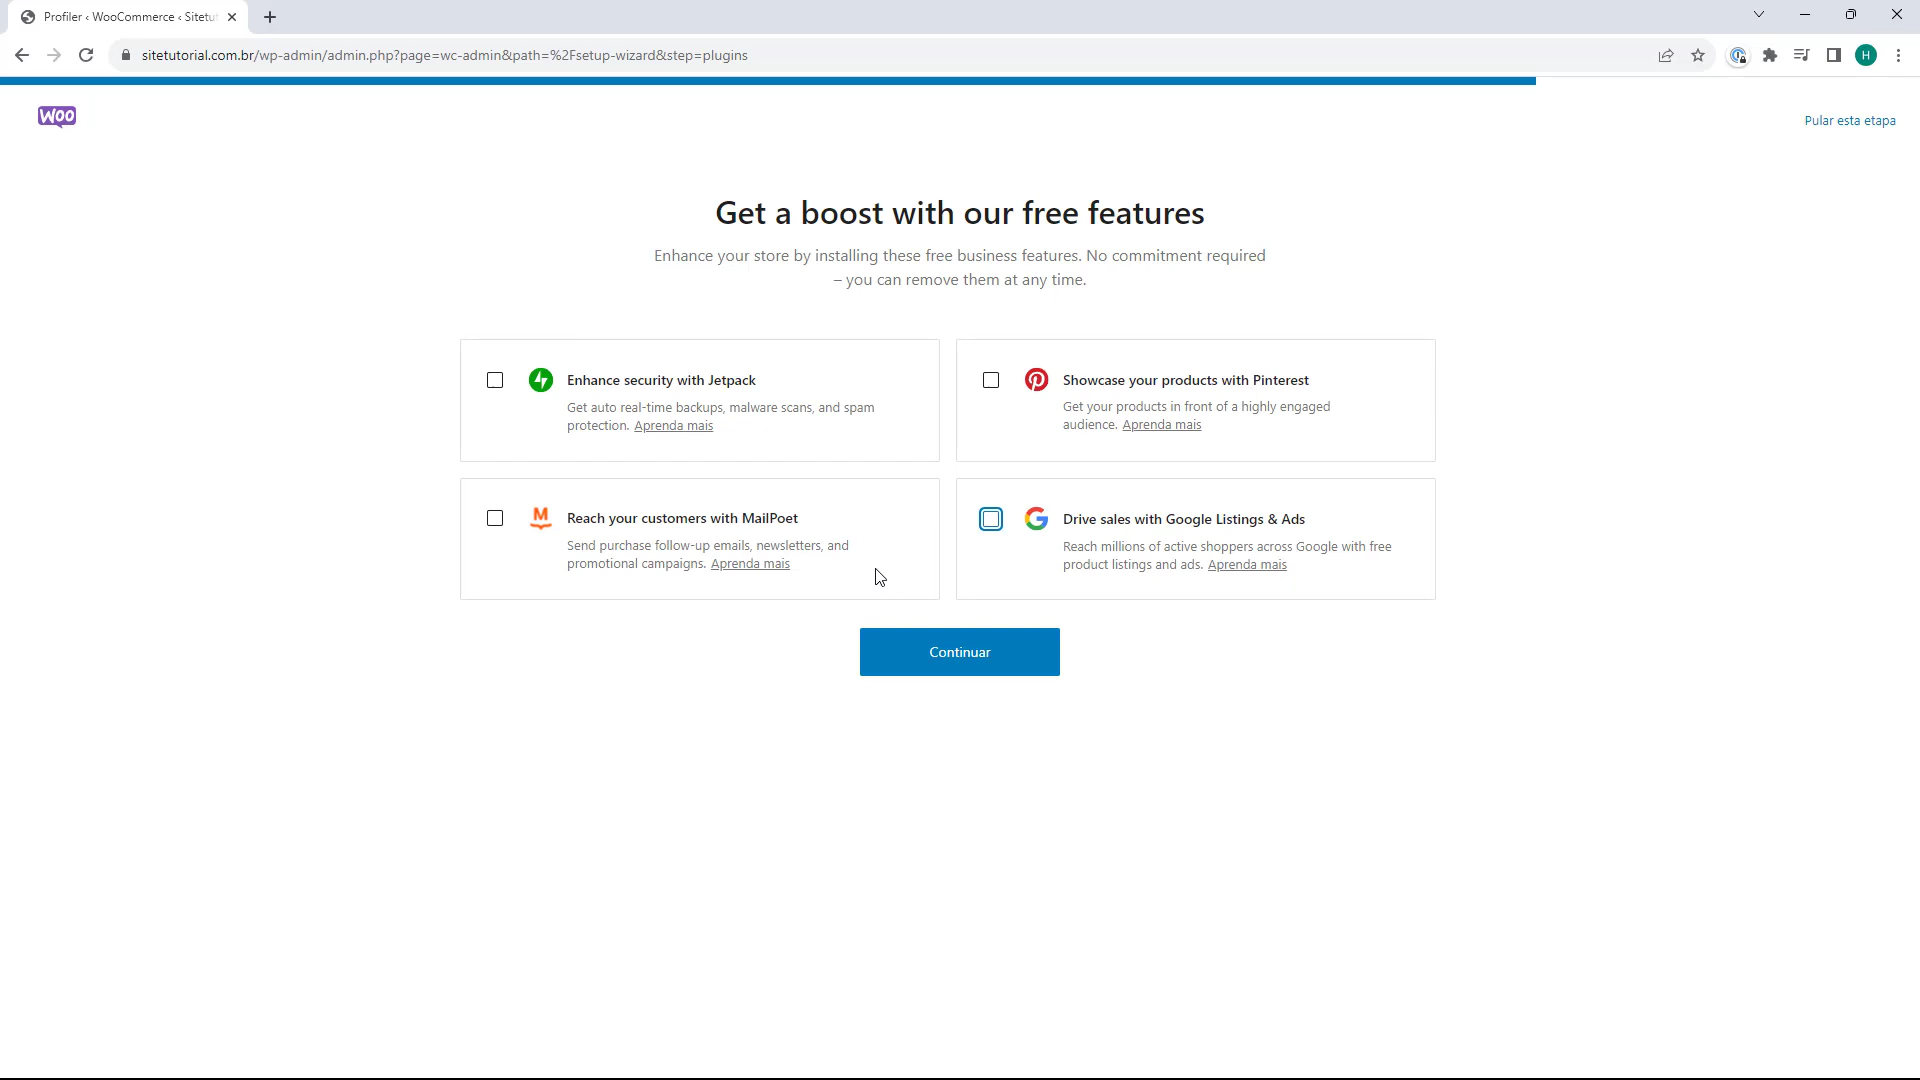 Profiler ‹ WooCommerce ‹ Sitetut
sitetutorial.com.br/wp-admin/admin.php?page=wc-admin&path=%2Fsetup-wizard&step=plugins
H
Woo
Pular esta etapa
Get a boost with our free features
Enhance your store by installing these free business features. No commitment required
– you can remove them at any time.
Enhance security with Jetpack
Get auto real-time backups, malware scans, and spam
protection. Aprenda mais
Showcase your products with Pinterest
Get your products in front of a highly engaged
audience. Aprenda mais
Reach your customers with MailPoet
Send purchase follow-up emails, newsletters, and
promotional campaigns. Aprenda mais
Drive sales with Google Listings & Ads
Reach millions of active shoppers across Google with free
product listings and ads. Aprenda mais
Continuar